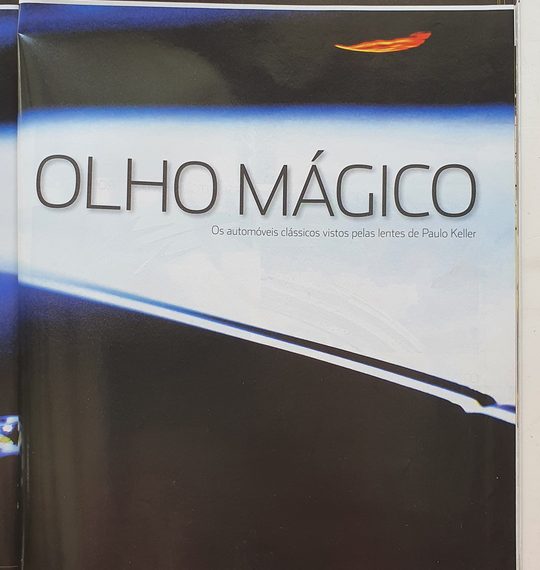 OLHO MÁGICO
Os automóveis clássicos vistos pelas lentes de Paulo Keller